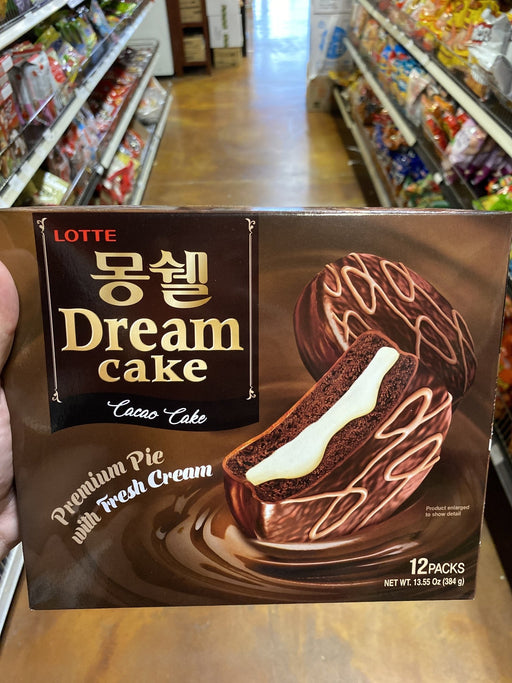 LOTTE
몽쉘
Dream
cake
Cacao Cake
Premium Pie
with Fresh Cream
Product enlarged
to show detail
12PACKS
NET WT. 13.55 Oz (384 g)